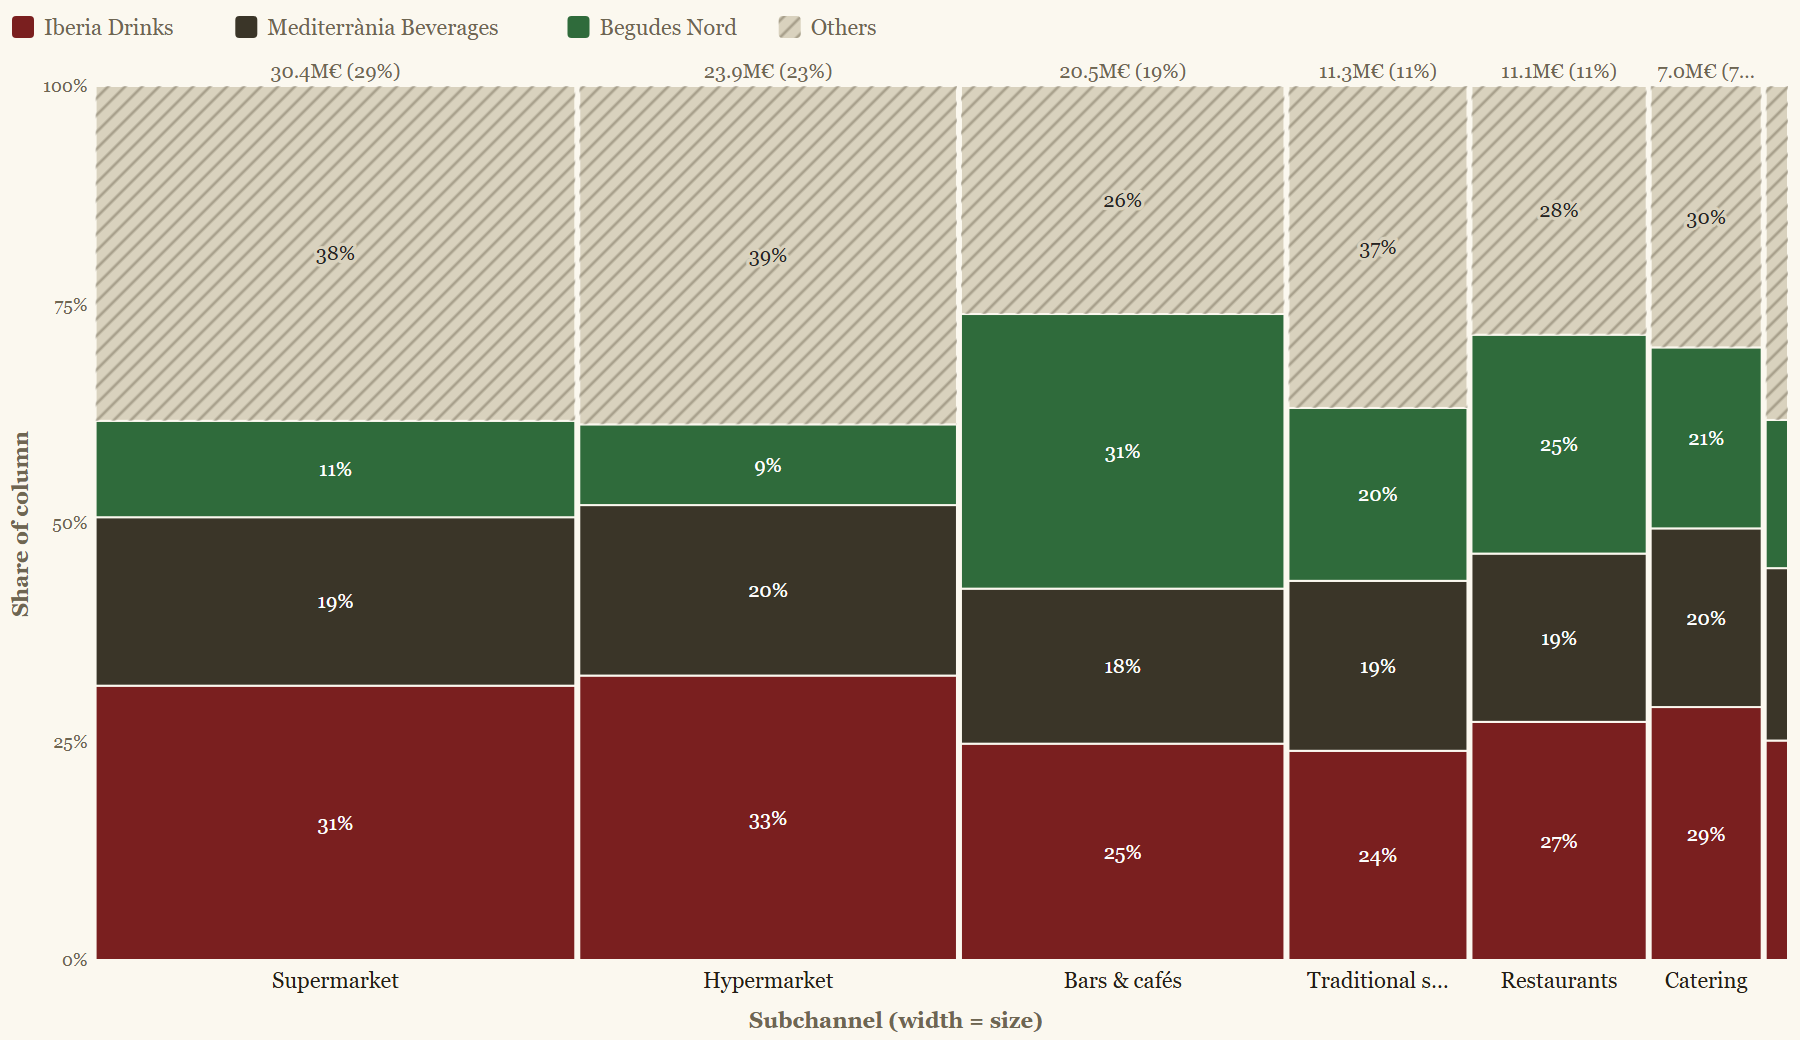 Iberia Drinks Mediterrània Beverages Begudes Nord Others
30.4M€ (29%) 23.9M€ (23%) 20.5M€ (19%) 11.3M€ (11%) 11.1M€ (11%) 7.0M€ (7...
100%
75%
50%
25%
0%
Share of column
38% 39% 26% 37% 28% 30%
11% 9% 31% 20% 25% 21%
19% 20% 18% 19% 19% 20%
31% 33% 25% 24% 27% 29%
Supermarket Hypermarket Bars & cafés Traditional s... Restaurants Catering
Subchannel (width = size)